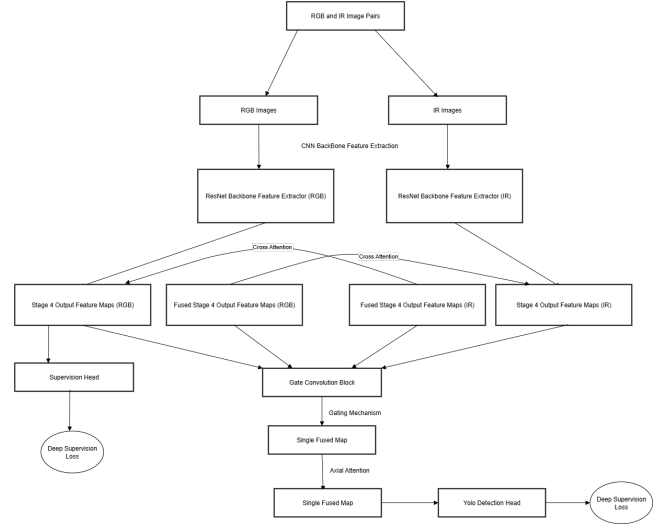 RGB and IR Image Pairs
RGB Images
IR Images
CNN BackBone Feature Extraction
ResNet Backbone Feature Extractor (RGB)
ResNet Backbone Feature Extractor (IR)
Cross Attention
Cross Attention
Stage 4 Output Feature Maps (RGB)
Fused Stage 4 Output Feature Maps (RGB)
Fused Stage 4 Output Feature Maps (IR)
Stage 4 Output Feature Maps (IR)
Supervision Head
Gate Convolution Block
Gating Mechanism
Deep Supervision
Loss
Single Fused Map
Axial Attention
Single Fused Map
Yolo Detection Head
Deep Supervision
Loss